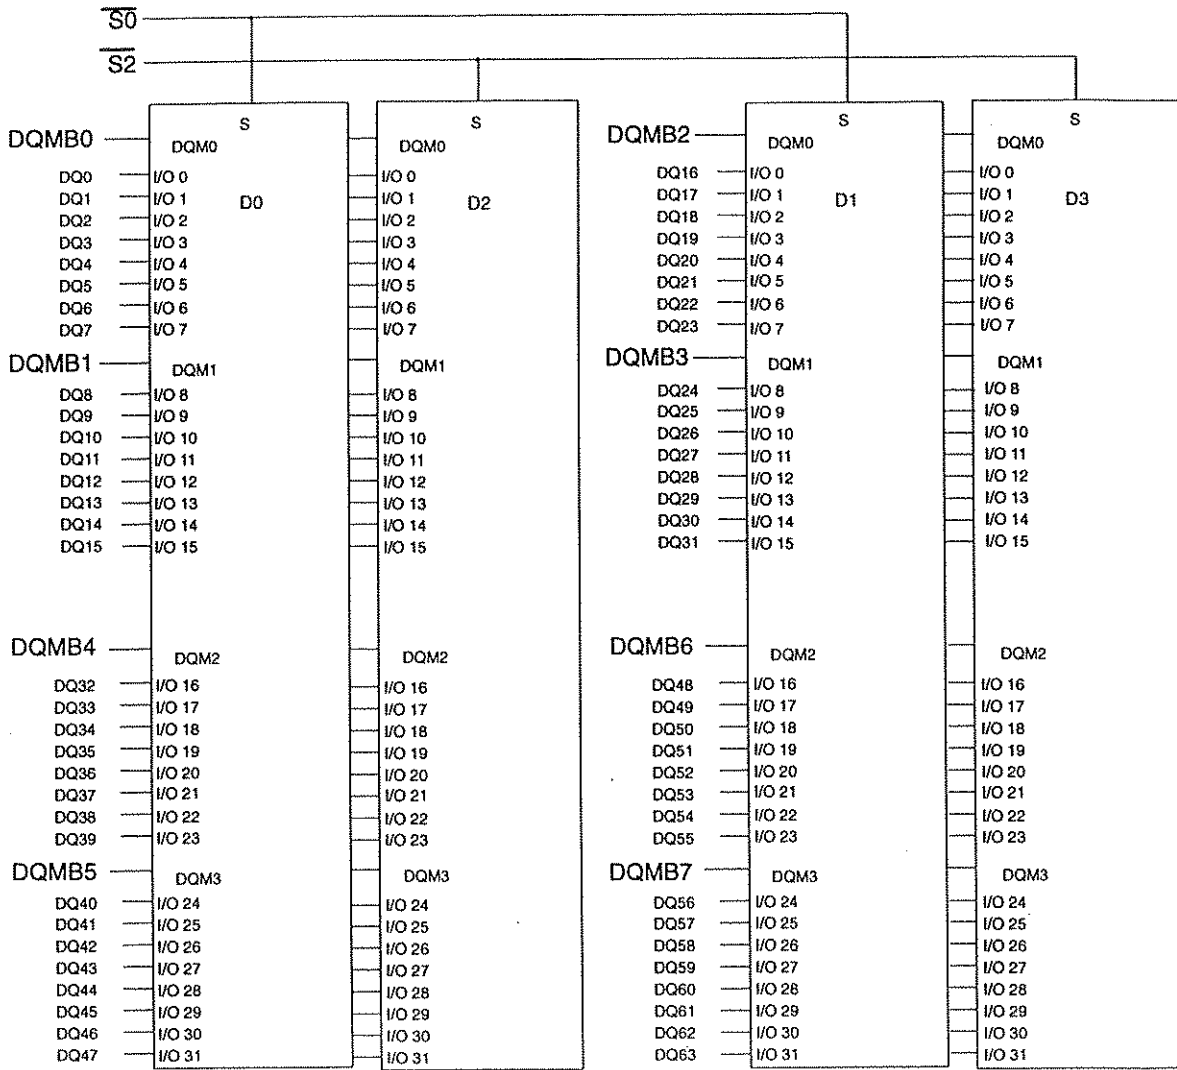 S0
S2
S S S S
DQMB0 DQM0 DQM0 DQMB2 DQM0 DQM0
DQ0 I/O 0 I/O 0 DQ16 I/O 0 I/O 0
DQ1 I/O 1 D0 I/O 1 D2 DQ17 I/O 1 D1 I/O 1 D3
DQ2 I/O 2 I/O 2 DQ18 I/O 2 I/O 2
DQ3 I/O 3 I/O 3 DQ19 I/O 3 I/O 3
DQ4 I/O 4 I/O 4 DQ20 I/O 4 I/O 4
DQ5 I/O 5 I/O 5 DQ21 I/O 5 I/O 5
DQ6 I/O 6 I/O 6 DQ22 I/O 6 I/O 6
DQ7 I/O 7 I/O 7 DQ23 I/O 7 I/O 7
DQMB1 DQM1 DQM1 DQMB3 DQM1 DQM1
DQ8 I/O 8 I/O 8 DQ24 I/O 8 I/O 8
DQ9 I/O 9 I/O 9 DQ25 I/O 9 I/O 9
DQ10 I/O 10 I/O 10 DQ26 I/O 10 I/O 10
DQ11 I/O 11 I/O 11 DQ27 I/O 11 I/O 11
DQ12 I/O 12 I/O 12 DQ28 I/O 12 I/O 12
DQ13 I/O 13 I/O 13 DQ29 I/O 13 I/O 13
DQ14 I/O 14 I/O 14 DQ30 I/O 14 I/O 14
DQ15 I/O 15 I/O 15 DQ31 I/O 15 I/O 15
DQMB4 DQM2 DQM2 DQMB6 DQM2 DQM2
DQ32 I/O 16 I/O 16 DQ48 I/O 16 I/O 16
DQ33 I/O 17 I/O 17 DQ49 I/O 17 I/O 17
DQ34 I/O 18 I/O 18 DQ50 I/O 18 I/O 18
DQ35 I/O 19 I/O 19 DQ51 I/O 19 I/O 19
DQ36 I/O 20 I/O 20 DQ52 I/O 20 I/O 20
DQ37 I/O 21 I/O 21 DQ53 I/O 21 I/O 21
DQ38 I/O 22 I/O 22 DQ54 I/O 22 I/O 22
DQ39 I/O 23 I/O 23 DQ55 I/O 23 I/O 23
DQMB5 DQM3 DQM3 DQMB7 DQM3 DQM3
DQ40 I/O 24 I/O 24 DQ56 I/O 24 I/O 24
DQ41 I/O 25 I/O 25 DQ57 I/O 25 I/O 25
DQ42 I/O 26 I/O 26 DQ58 I/O 26 I/O 26
DQ43 I/O 27 I/O 27 DQ59 I/O 27 I/O 27
DQ44 I/O 28 I/O 28 DQ60 I/O 28 I/O 28
DQ45 I/O 29 I/O 29 DQ61 I/O 29 I/O 29
DQ46 I/O 30 I/O 30 DQ62 I/O 30 I/O 30
DQ47 I/O 31 I/O 31 DQ63 I/O 31 I/O 31